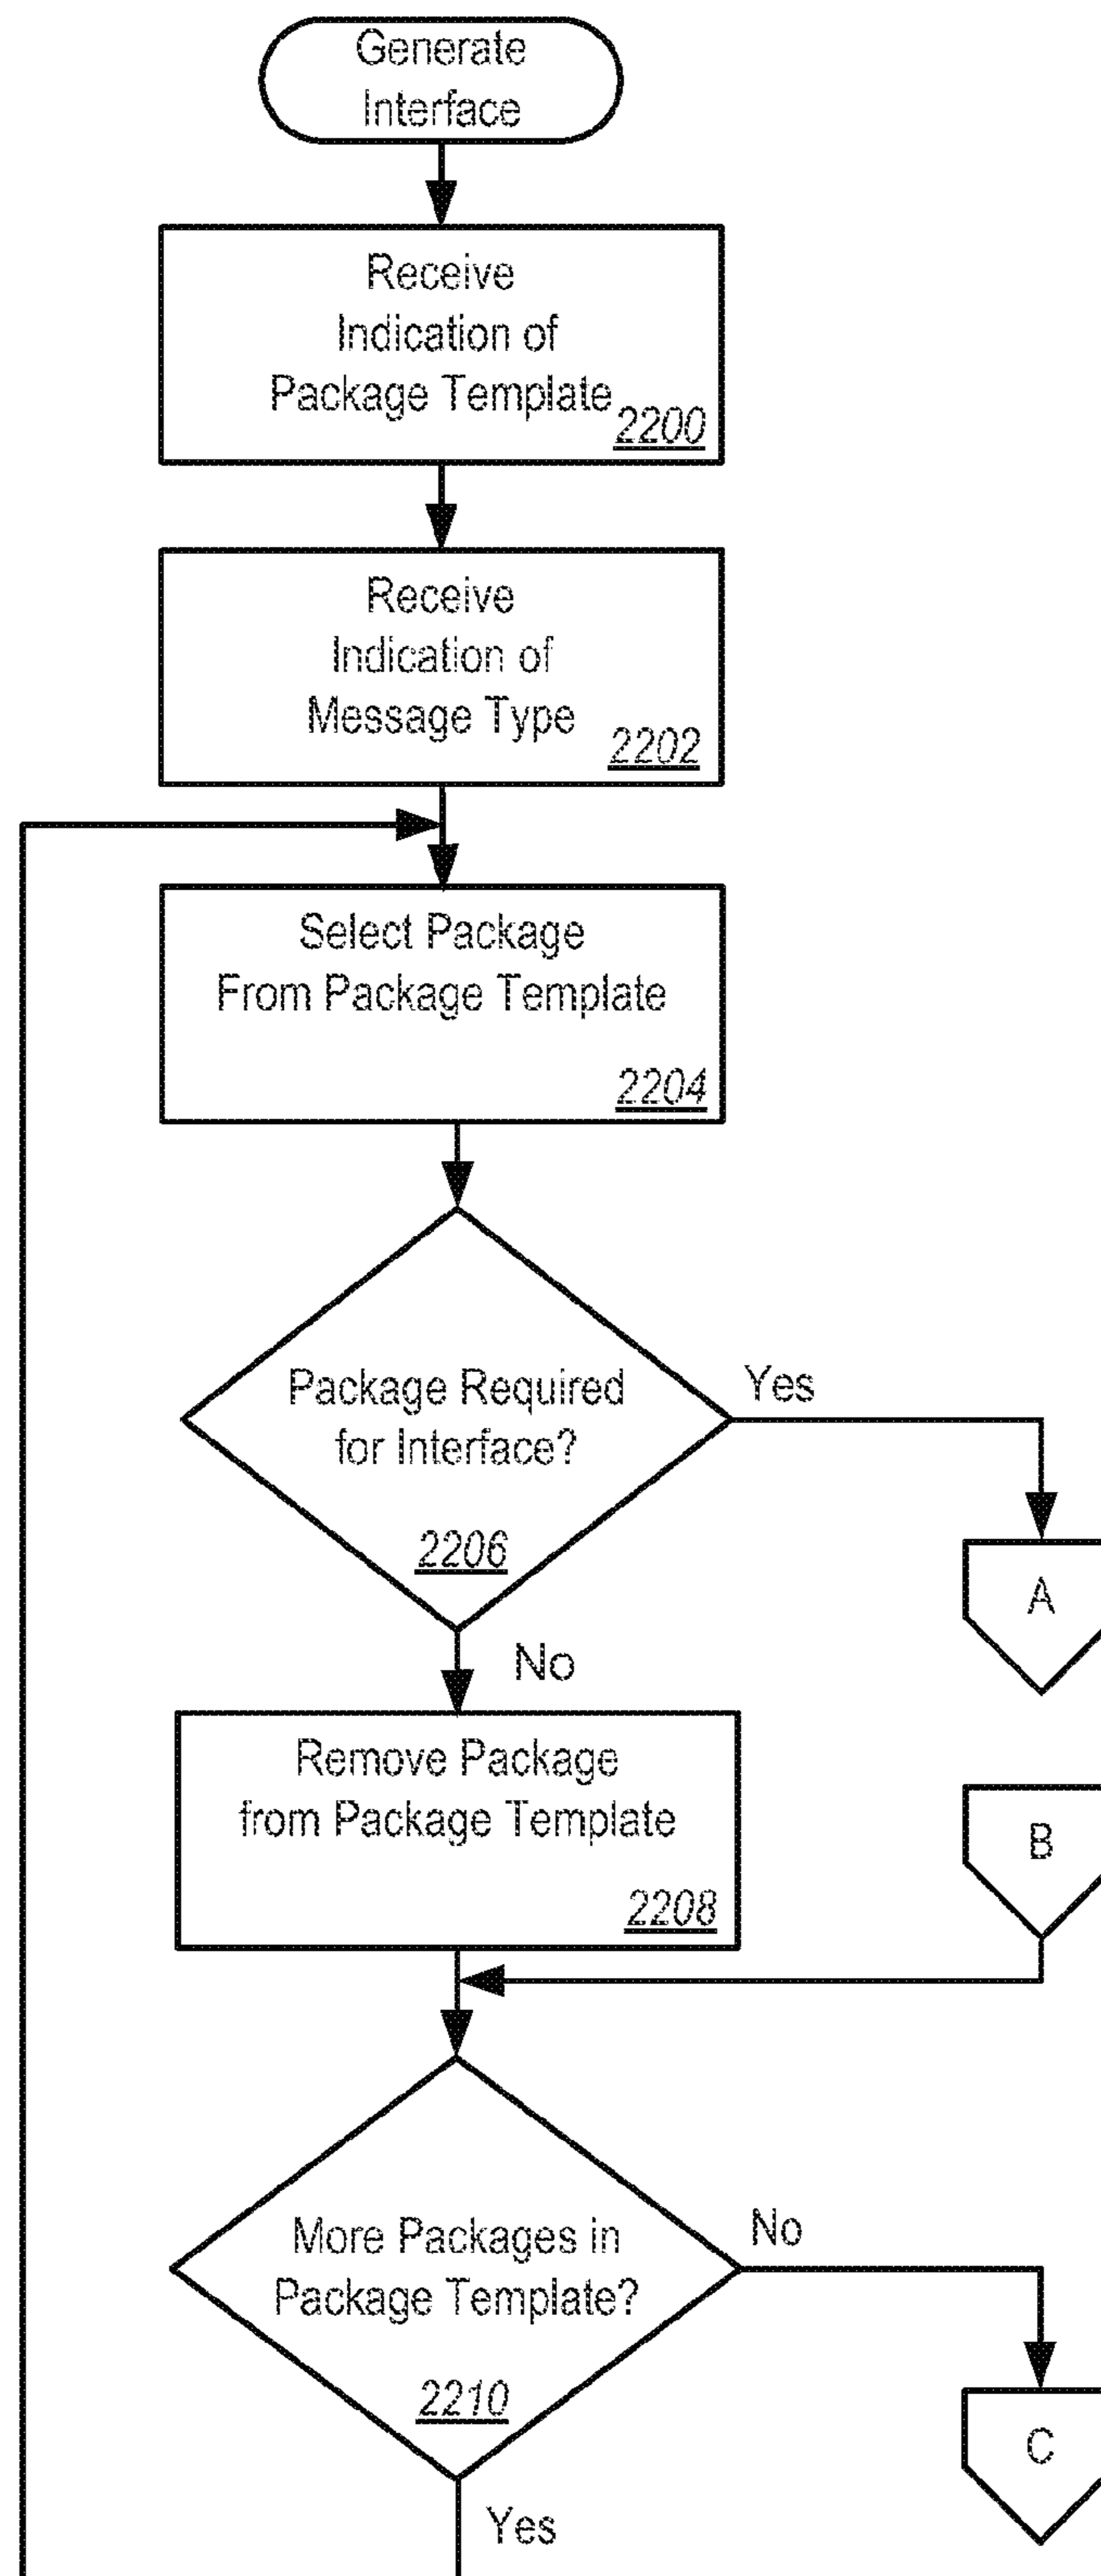 Generate
Interface
Receive
Indication of
Package Template
2200
Receive
Indication of
Message Type
2202
Select Package
From Package Template
2204
Package Required
for Interface?
2206
Yes
A
No
Remove Package
from Package Template
2208
B
More Packages in
Package Template?
2210
No
C
Yes